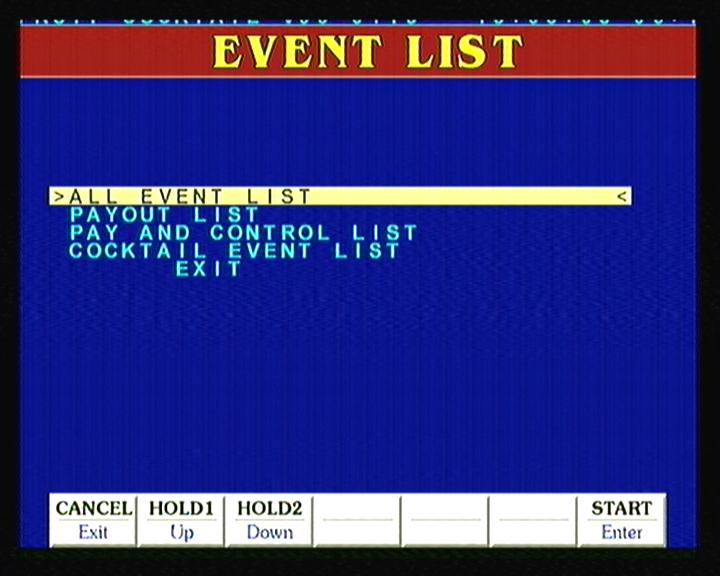 EVENT LIST
>ALL EVENT LIST <
PAYOUT LIST
PAY AND CONTROL LIST
COCKTAIL EVENT LIST
EXIT
CANCEL HOLD1 HOLD2 START
Exit Up Down Enter